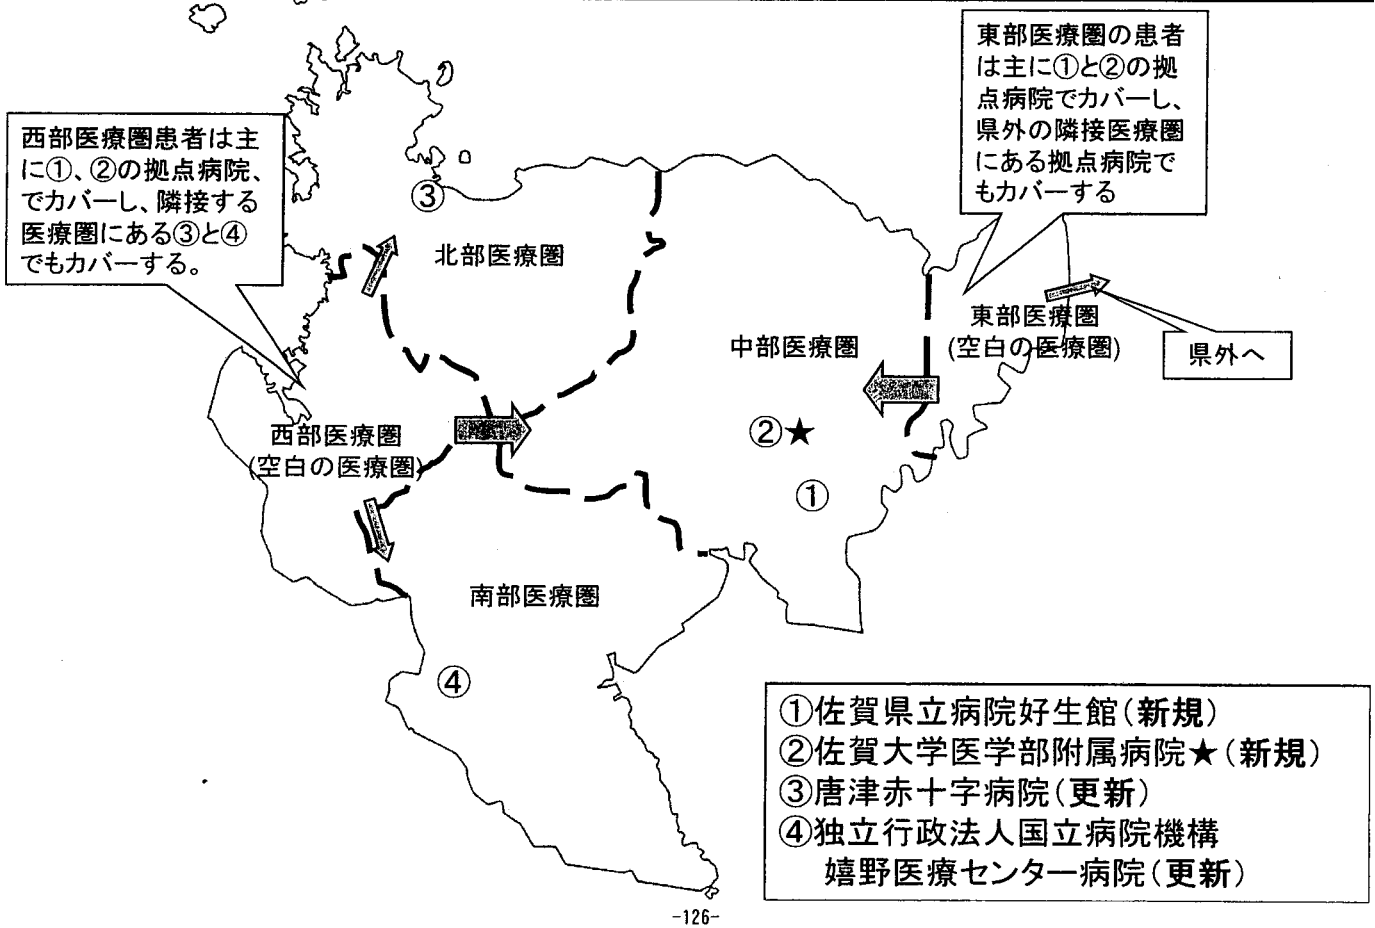 東部医療圏の患者
は主に①と②の拠
点病院でカバーし、
県外の隣接医療圏
にある拠点病院で
もカバーする
西部医療圏患者は主
に①、②の拠点病院、
でカバーし、隣接する
医療圏にある③と④
でもカバーする。
③
北部医療圏
東部医療圏
(空白の医療圏)
県外へ
中部医療圏
②★
①
西部医療圏
(空白の医療圏)
南部医療圏
④
①佐賀県立病院好生館(新規)
②佐賀大学医学部附属病院★(新規)
③唐津赤十字病院(更新)
④独立行政法人国立病院機構
嬉野医療センター病院(更新)
-126-